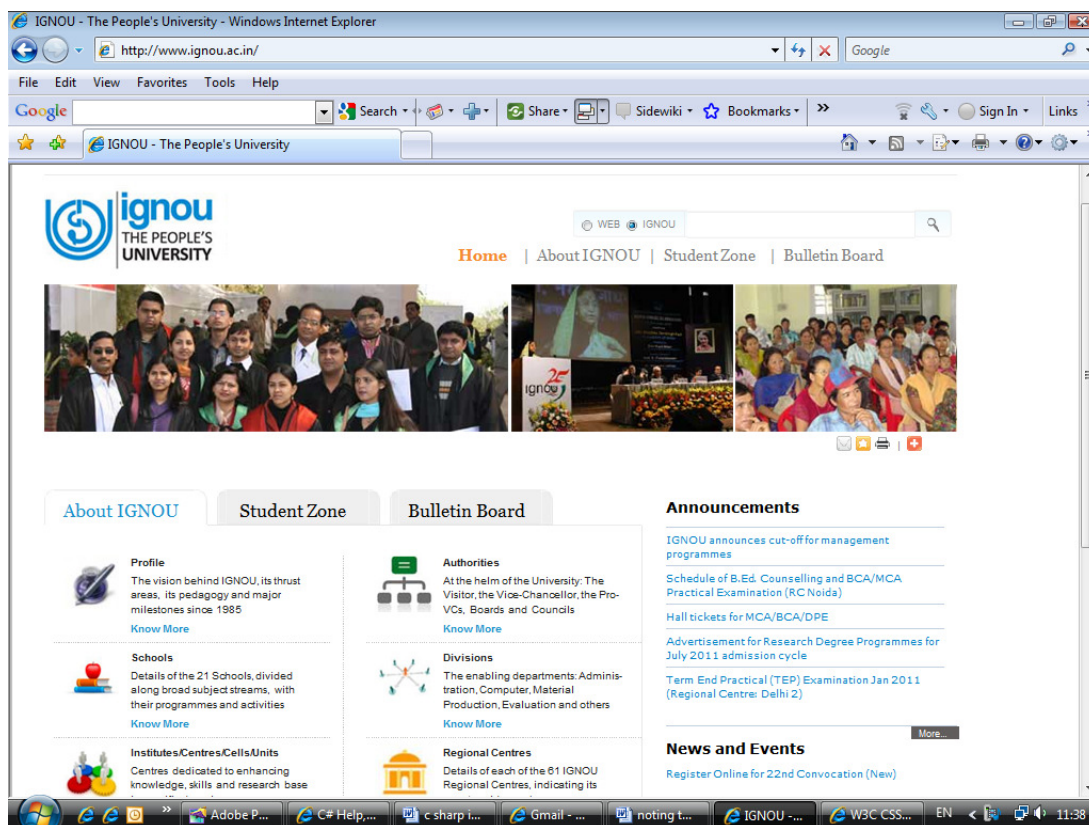 IGNOU - The People's University - Windows Internet Explorer
http://www.ignou.ac.in/
Google
File Edit View Favorites Tools Help
Google
Search
Share
Sidewiki
Bookmarks
»
Sign In
Links
IGNOU - The People's University
ignou
THE PEOPLE'S
UNIVERSITY
WEB IGNOU
Home | About IGNOU | Student Zone | Bulletin Board
25
ignou
About IGNOU
Student Zone
Bulletin Board
Profile
The vision behind IGNOU, its thrust
areas, its pedagogy and major
milestones since 1985
Know More
Authorities
At the helm of the University: The
Visitor, the Vice-Chancellor, the Pro-
VCs, Boards and Councils
Know More
Schools
Details of the 21 Schools, divided
along broad subject streams, with
their programmes and activities
Know More
Divisions
The enabling departments: Adminis-
tration, Computer, Material
Production, Evaluation and others
Know More
Institutes/Centres/Cells/Units
Centres dedicated to enhancing
knowledge, skills and research base
Regional Centres
Details of each of the 61 IGNOU
Regional Centres, indicating its
Announcements
IGNOU announces cut-off for management
programmes
Schedule of B.Ed. Counselling and BCA/MCA
Practical Examination (RC Noida)
Hall tickets for MCA/BCA/DPE
Advertisement for Research Degree Programmes for
July 2011 admission cycle
Term End Practical (TEP) Examination Jan 2011
(Regional Centre: Delhi 2)
More...
News and Events
Register Online for 22nd Convocation (New)
» Adobe P... C# Help,... c sharp i... Gmail - ... noting t... IGNOU -... W3C CSS... EN < 11:38